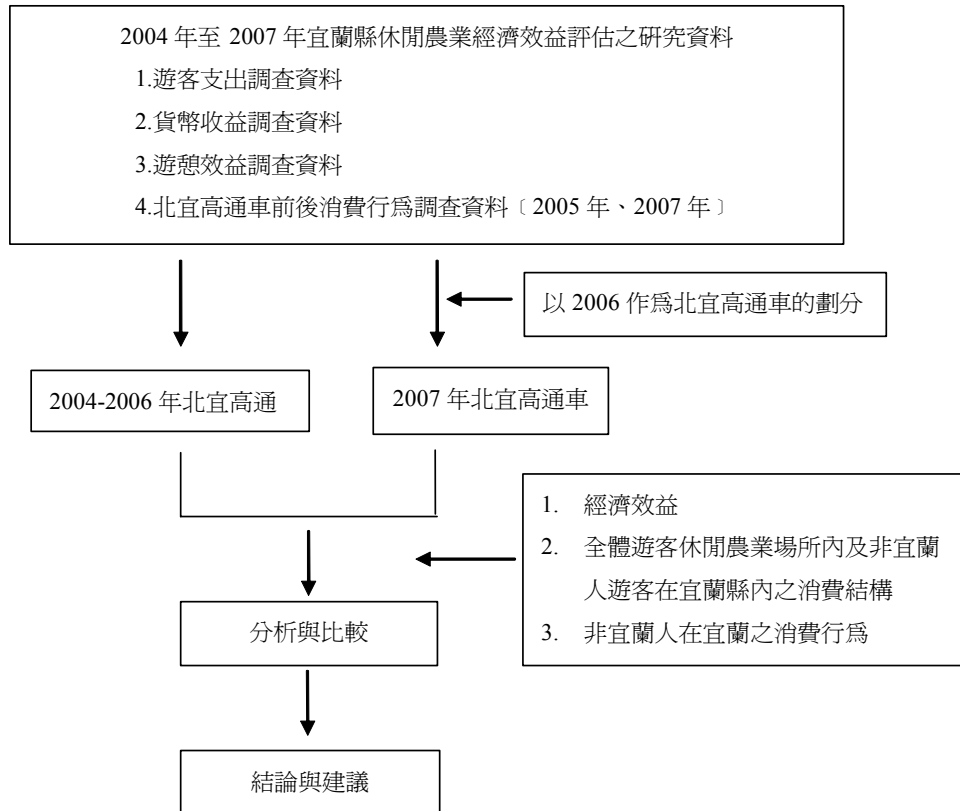 2004 年至 2007 年宜蘭縣休閒農業經濟效益評估之研究資料
1.遊客支出調查資料
2.貨幣收益調查資料
3.遊憩效益調查資料
4.北宜高通車前後消費行為調查資料﹝2005 年、2007 年﹞
以 2006 作為北宜高通車的劃分
2004-2006 年北宜高通
2007 年北宜高通車
1. 經濟效益
2. 全體遊客休閒農業場所內及非宜蘭
人遊客在宜蘭縣內之消費結構
3. 非宜蘭人在宜蘭之消費行為
分析與比較
結論與建議